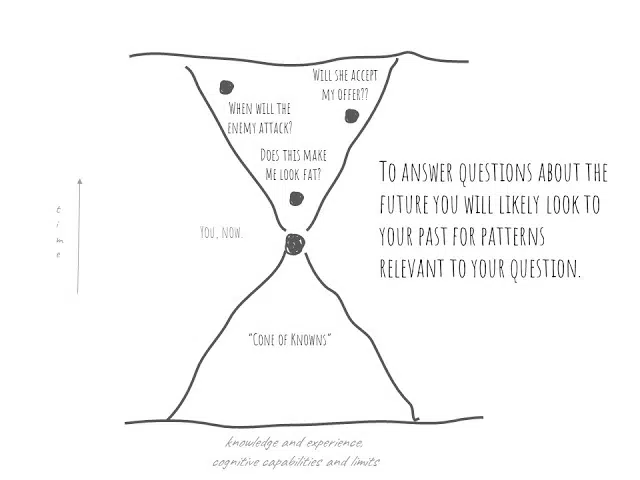 WILL SHE ACCEPT
MY OFFER??
WHEN WILL THE
ENEMY ATTACK?
DOES THIS MAKE
ME LOOK FAT?
TO ANSWER QUESTIONS ABOUT THE
FUTURE YOU WILL LIKELY LOOK TO
YOUR PAST FOR PATTERNS
RELEVANT TO YOUR QUESTION.
time
YOU, NOW.
"CONE OF KNOWNS"
knowledge and experience,
cognitive capabilities and limits